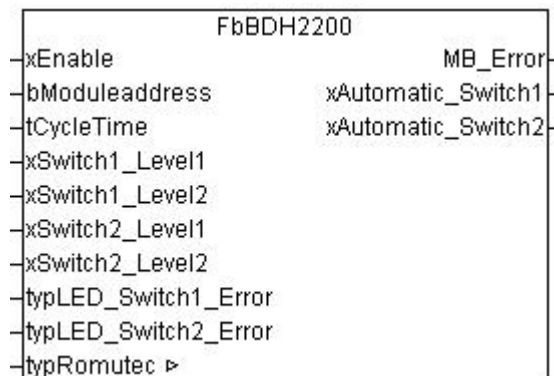 FbBDH2200
xEnable MB_Error
bModuleaddress xAutomatic_Switch1
tCycleTime xAutomatic_Switch2
xSwitch1_Level1
xSwitch1_Level2
xSwitch2_Level1
xSwitch2_Level2
typLED_Switch1_Error
typLED_Switch2_Error
typRomutec ▹